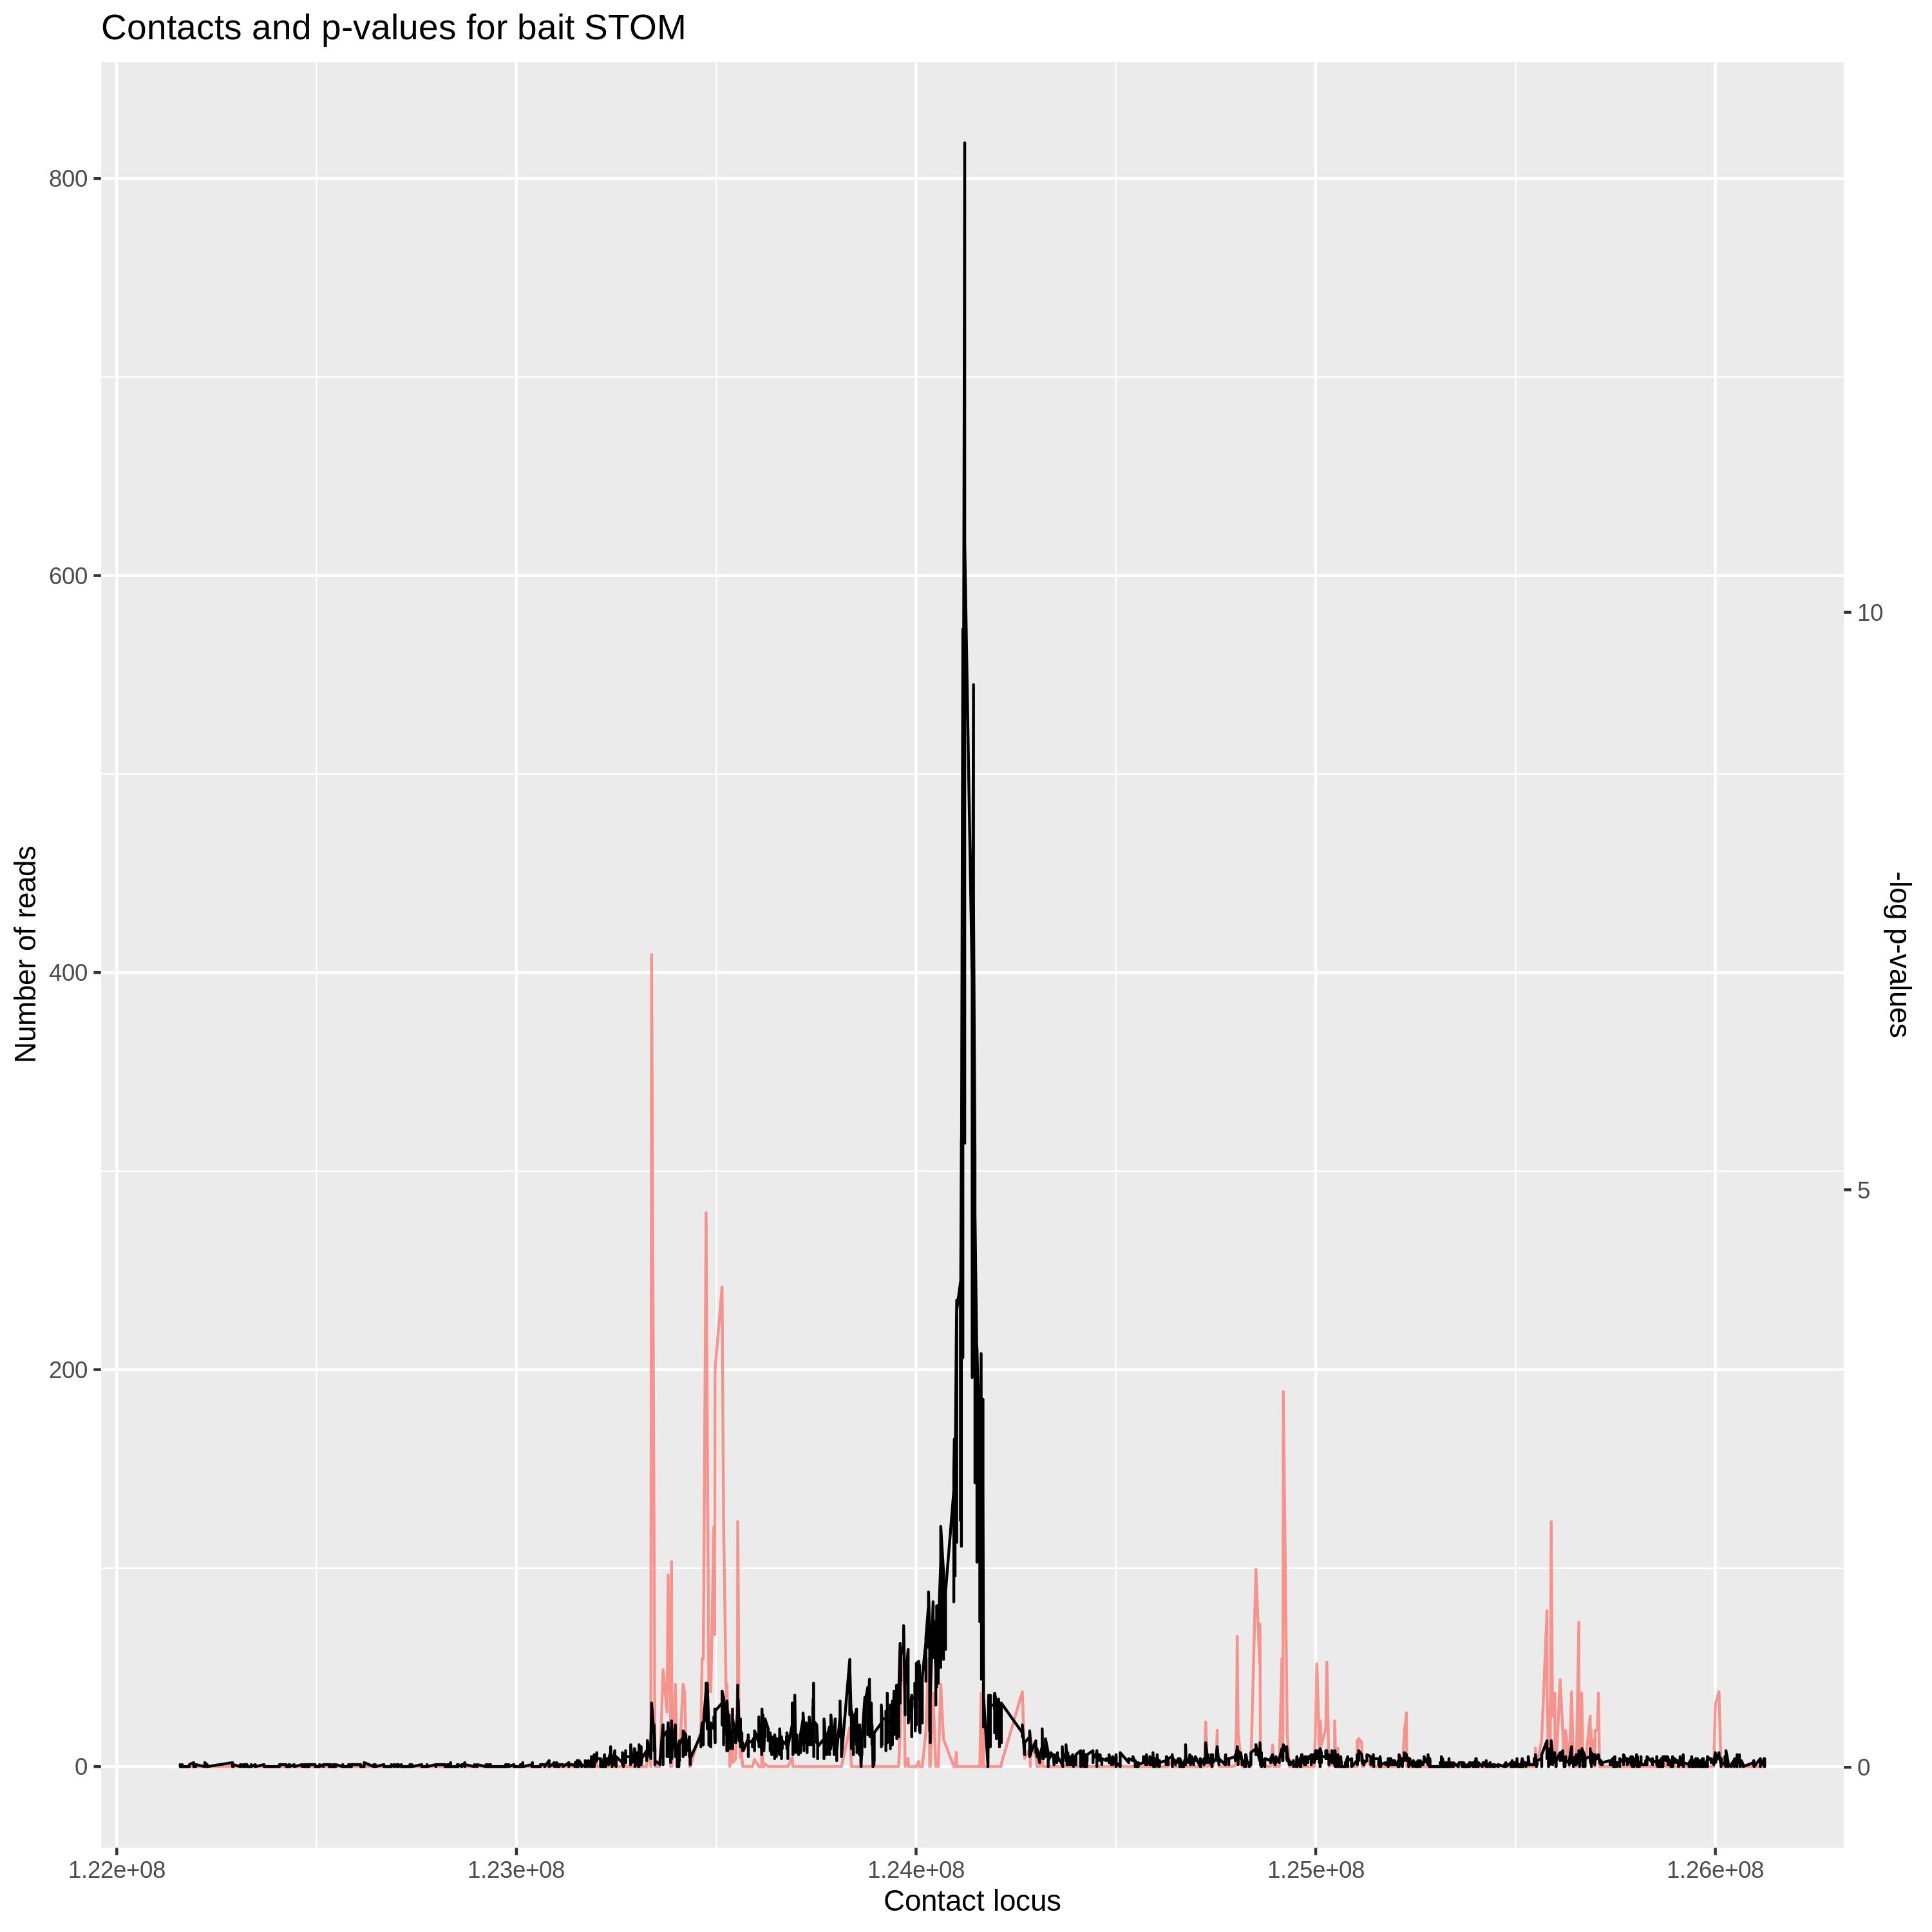 Contacts and p-values for bait STOM
Number of reads
800
600
400
200
0
10
5
0
-log p-values
1.22e+08
1.23e+08
1.24e+08
1.25e+08
1.26e+08
Contact locus